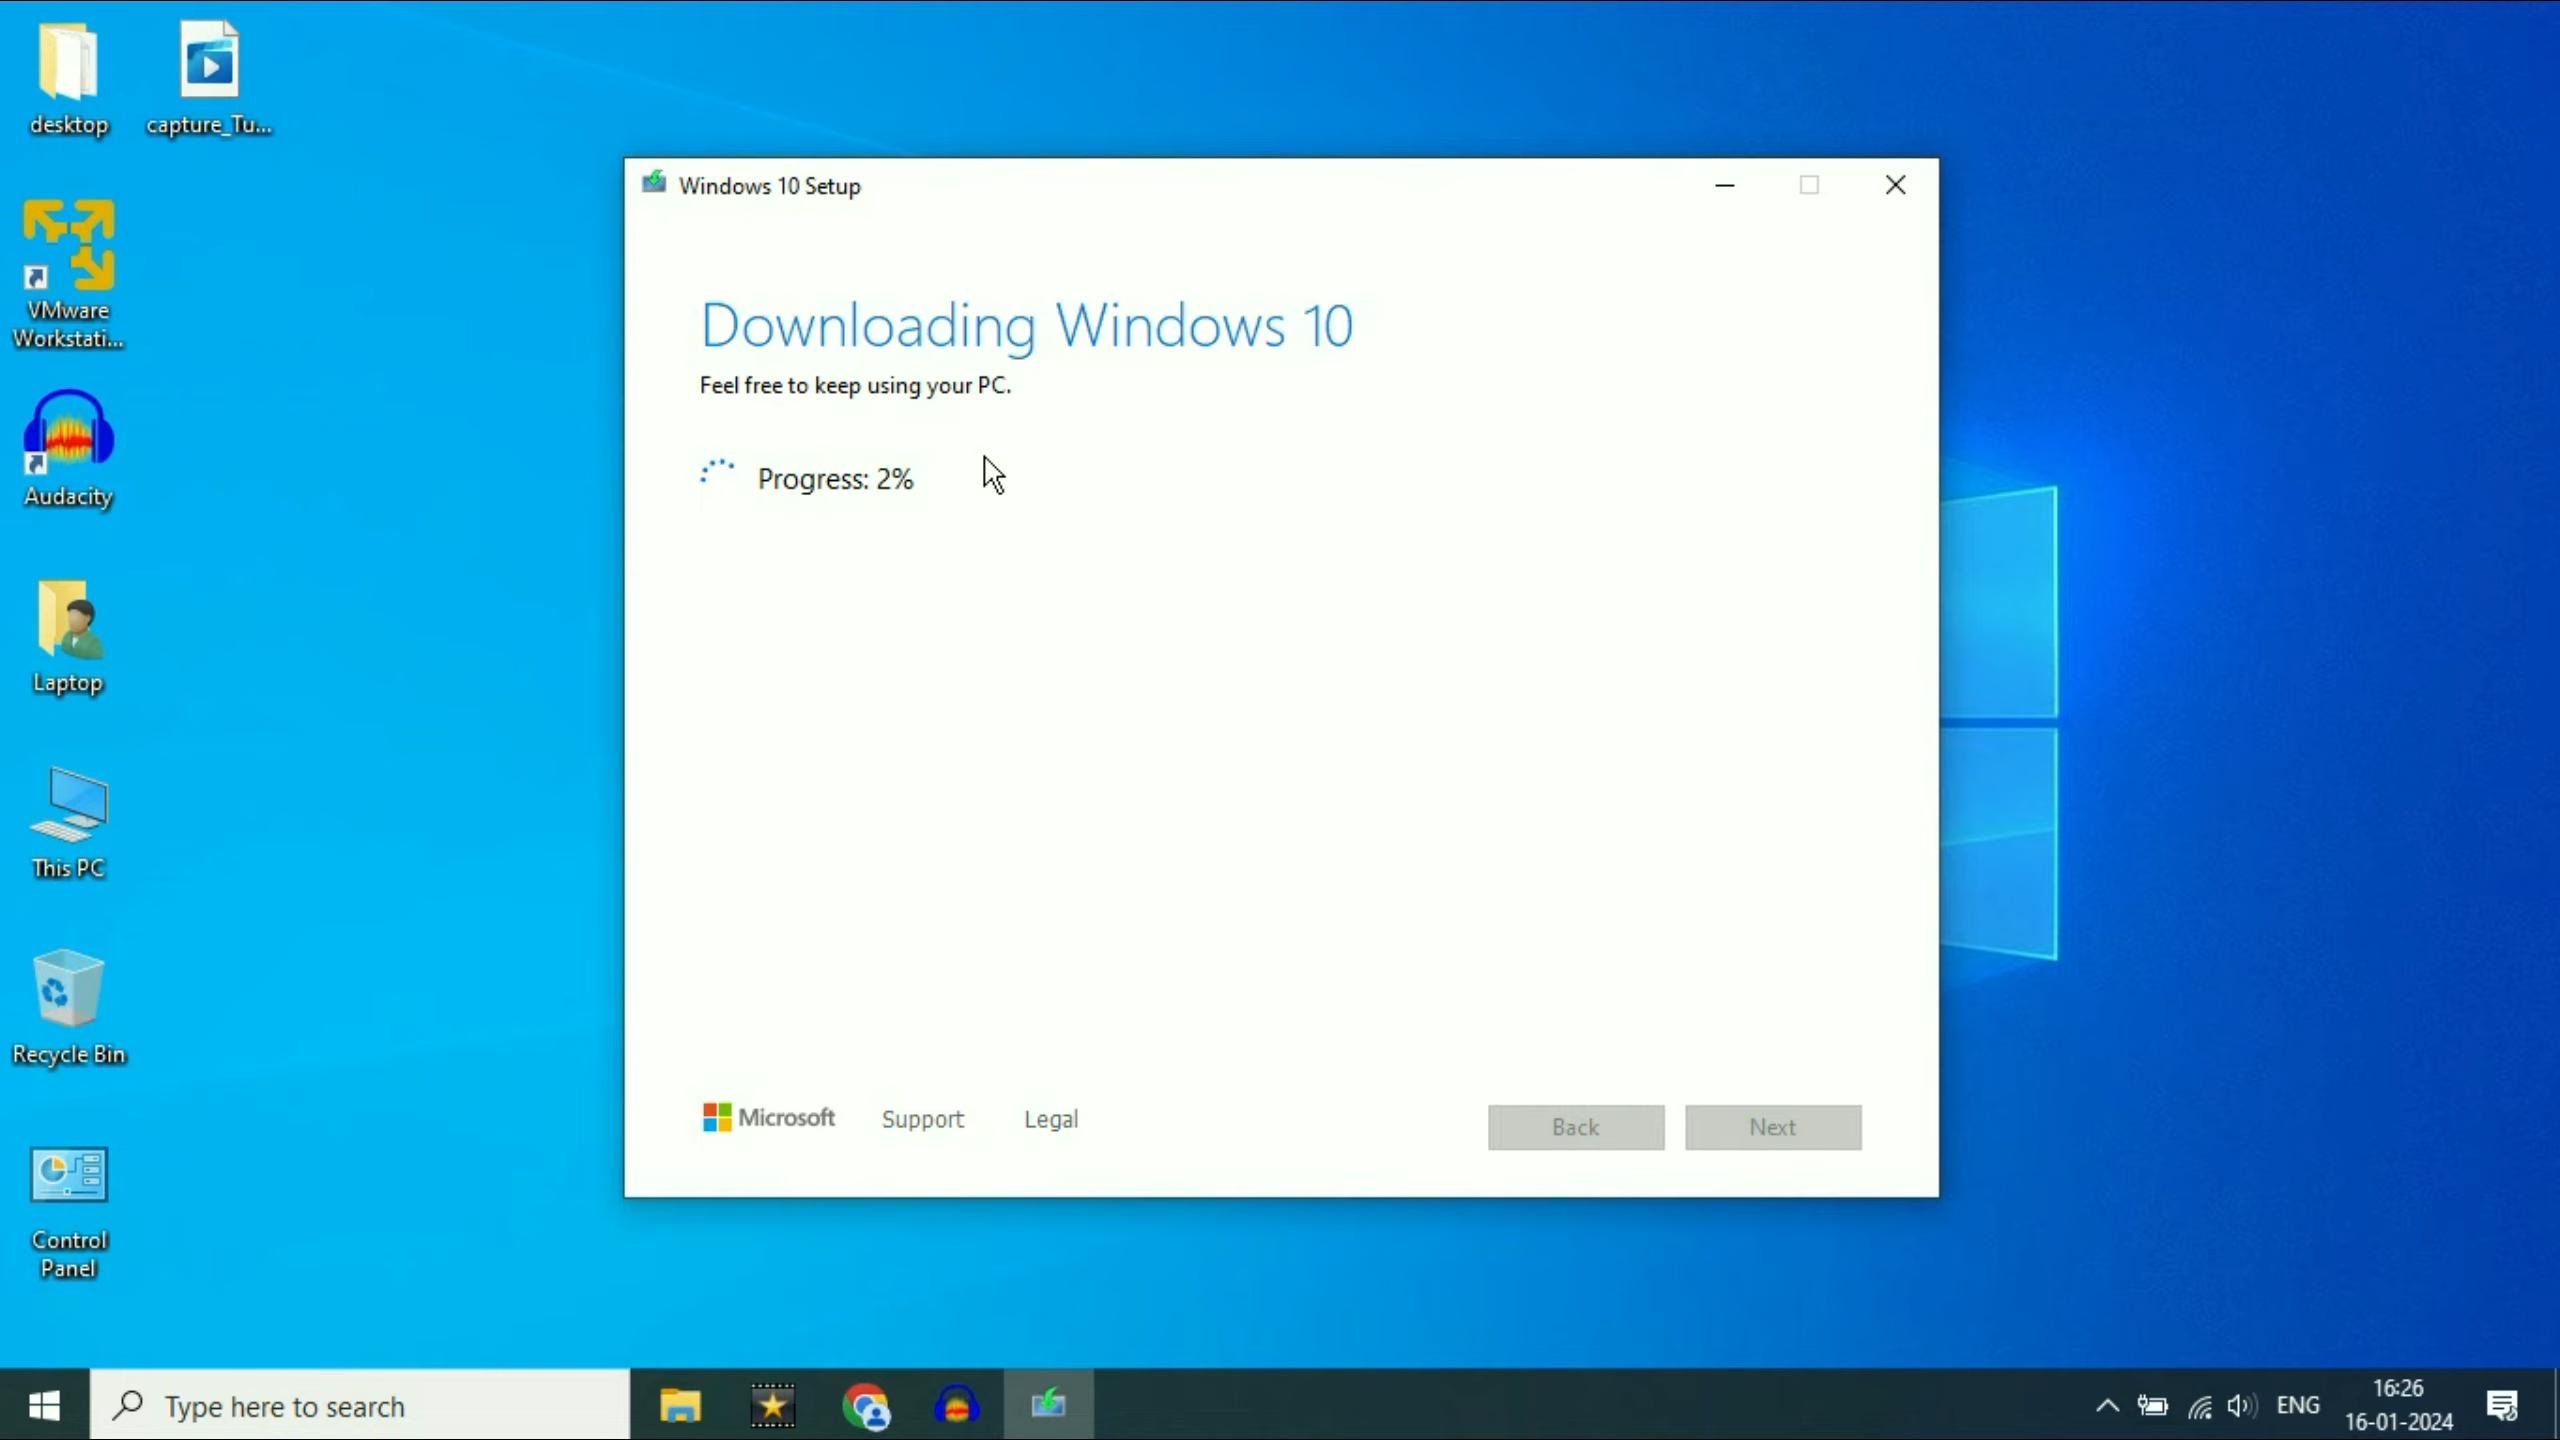 desktop
capture_Tu...
VMware
Workstati...
Audacity
Laptop
This PC
Recycle Bin
Control
Panel
Windows 10 Setup
Downloading Windows 10
Feel free to keep using your PC.
Progress: 2%
Microsoft
Support
Legal
Back
Next
Type here to search
ENG
16:26
16-01-2024